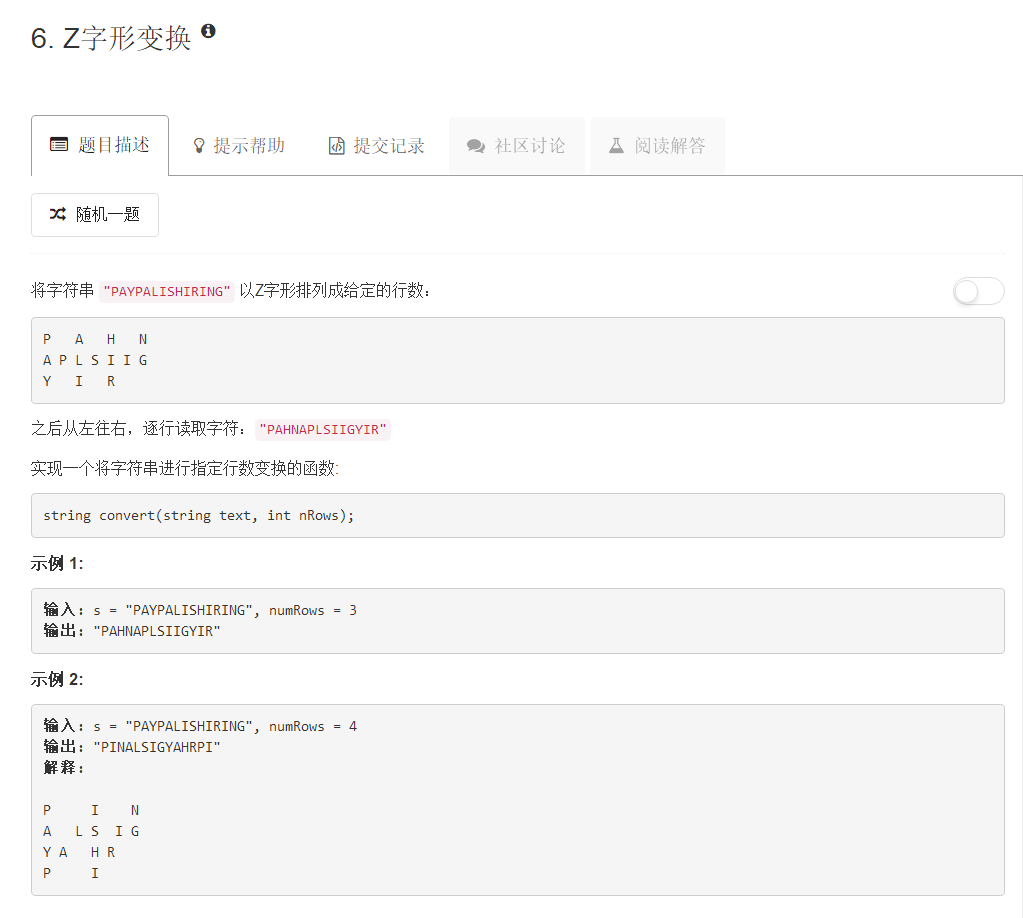 6. Z字形变换
题目描述 提示帮助 提交记录 社区讨论 阅读解答
随机一题
将字符串 "PAYPALISHIRING" 以Z字形排列成给定的行数：
P   A   H   N
A P L S I I G
Y   I   R
之后从左往右，逐行读取字符："PAHNAPLSIIGYIR"
实现一个将字符串进行指定行数变换的函数:
string convert(string text, int nRows);
示例 1:
输入: s = "PAYPALISHIRING", numRows = 3
输出: "PAHNAPLSIIGYIR"
示例 2:
输入: s = "PAYPALISHIRING", numRows = 4
输出: "PINALSIGYAHRPI"
解释:
P     I    N
A   L S  I G
Y A   H R
P     I